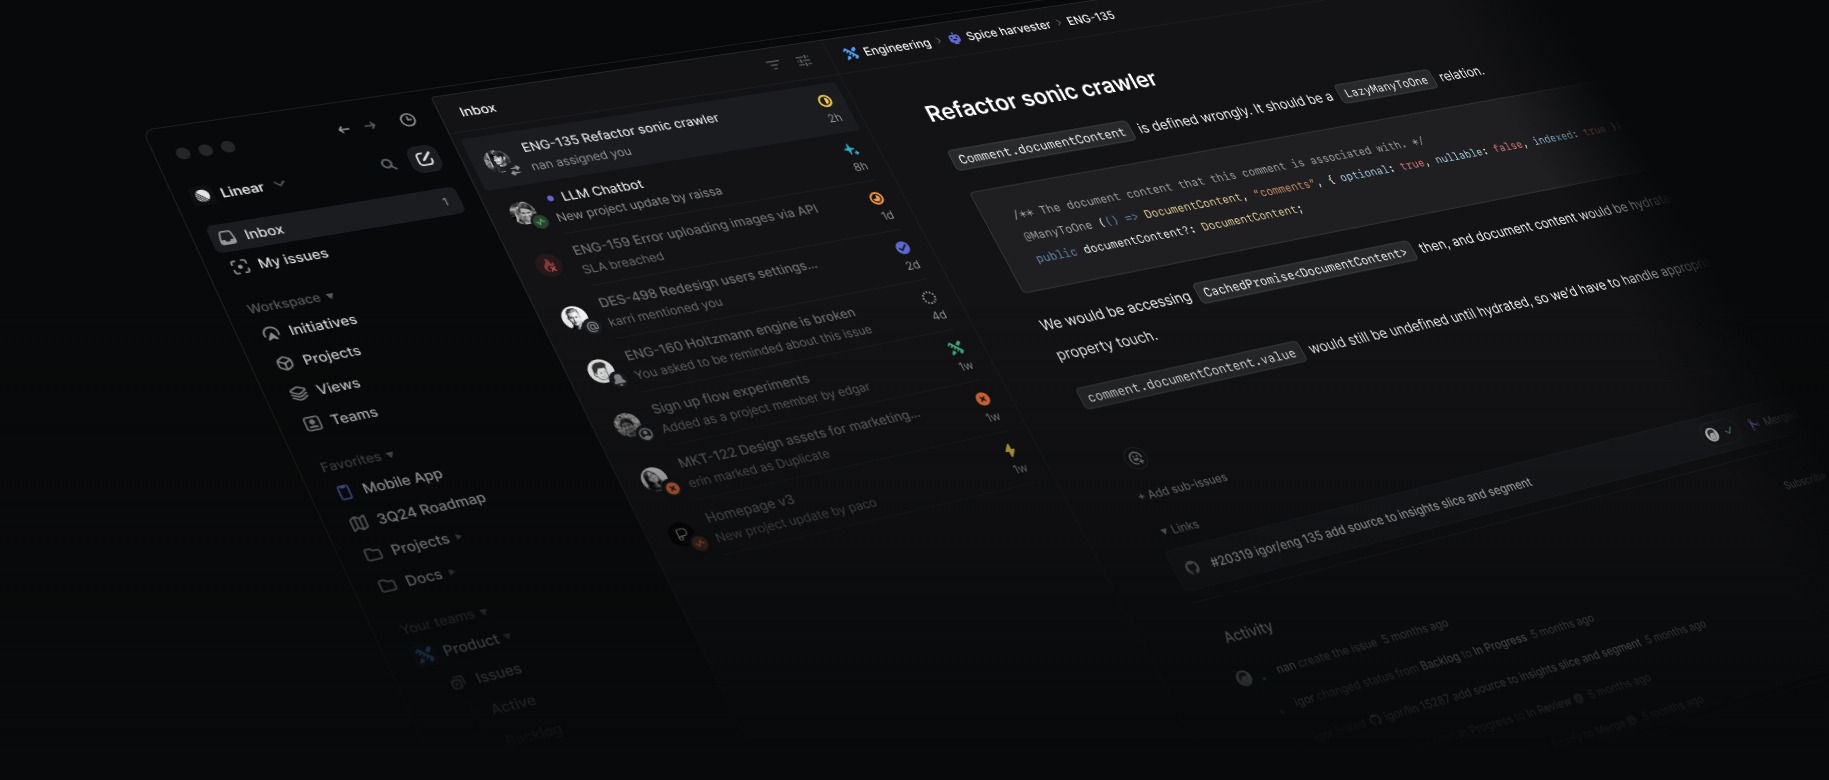 Linear
Inbox
1
My issues
Workspace
Initiatives
Projects
Views
Teams
Favorites
Mobile App
3Q24 Roadmap
Projects
Docs
Your teams
Product
Issues
Active
Backlog
Inbox
ENG-135 Refactor sonic crawler
nan assigned you
2h
LLM Chatbot
New project update by raissa
8h
ENG-159 Error uploading images via API
SLA breached
1d
DES-498 Redesign users settings...
karri mentioned you
2d
ENG-160 Holtzmann engine is broken
You asked to be reminded about this issue
4d
Sign up flow experiments
Added as a project member by edgar
1w
MKT-122 Design assets for marketing...
erin marked as Duplicate
1w
Homepage v3
New project update by paco
1w
Engineering › Spice harvester › ENG-135
Refactor sonic crawler
Comment.documentContent is defined wrongly. It should be a LazyManyToOne relation.
/** The document content that this comment is associated with. */
@ManyToOne (() => DocumentContent, "comments", { optional: true, nullable: false, indexed: true
public documentContent?: DocumentContent;
We would be accessing CachedPromise<DocumentContent> then, and document content would be hydrate
property touch.
comment.documentContent.value would still be undefined until hydrated, so we'd have to handle appropri
+ Add sub-issues
Links
#20319 igor/eng 135 add source to insights slice and segment
Merged
Subscribe
Activity
nan create the issue 5 months ago
igor changed status from Backlog to In Progress 5 months ago
igor/lin 15287 add source to insights slice and segment 5 months ago
In Progress to In Review 5 months ago
to Merge 5 months ago